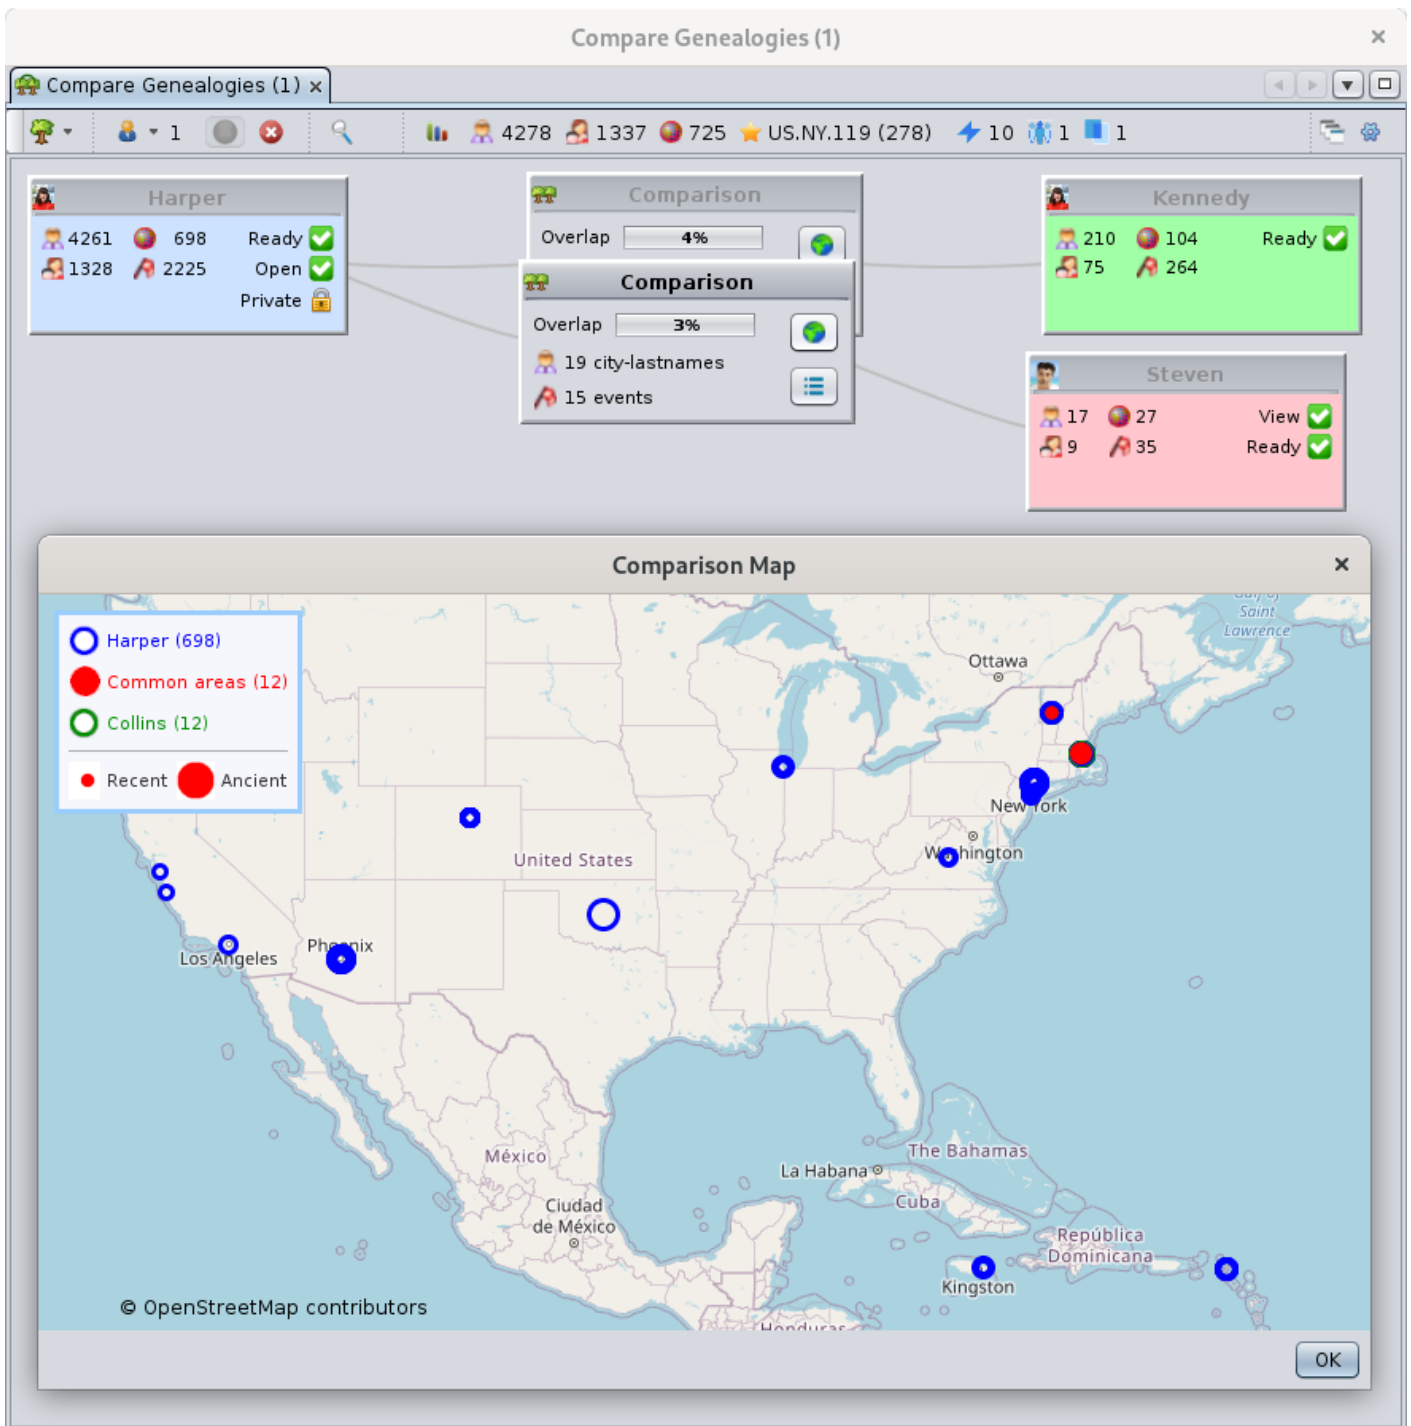 Compare Genealogies (1)
Compare Genealogies (1)
1
4278 1337 725 US.NY.119 (278) 10 1 1
Harper
4261 698 Ready
1328 2225 Open
Private
Comparison
Overlap 4%
Comparison
Overlap 3%
19 city-lastnames
15 events
Kennedy
210 104 Ready
75 264
Steven
17 27 View
9 35 Ready
Comparison Map
Harper (698)
Common areas (12)
Collins (12)
Recent Ancient
Gulf of
Saint
Lawrence
Ottawa
New York
Washington
United States
Los Angeles
Phoenix
México
Ciudad
de México
La Habana
The Bahamas
Cuba
República
Dominicana
Kingston
Honduras
© OpenStreetMap contributors
OK